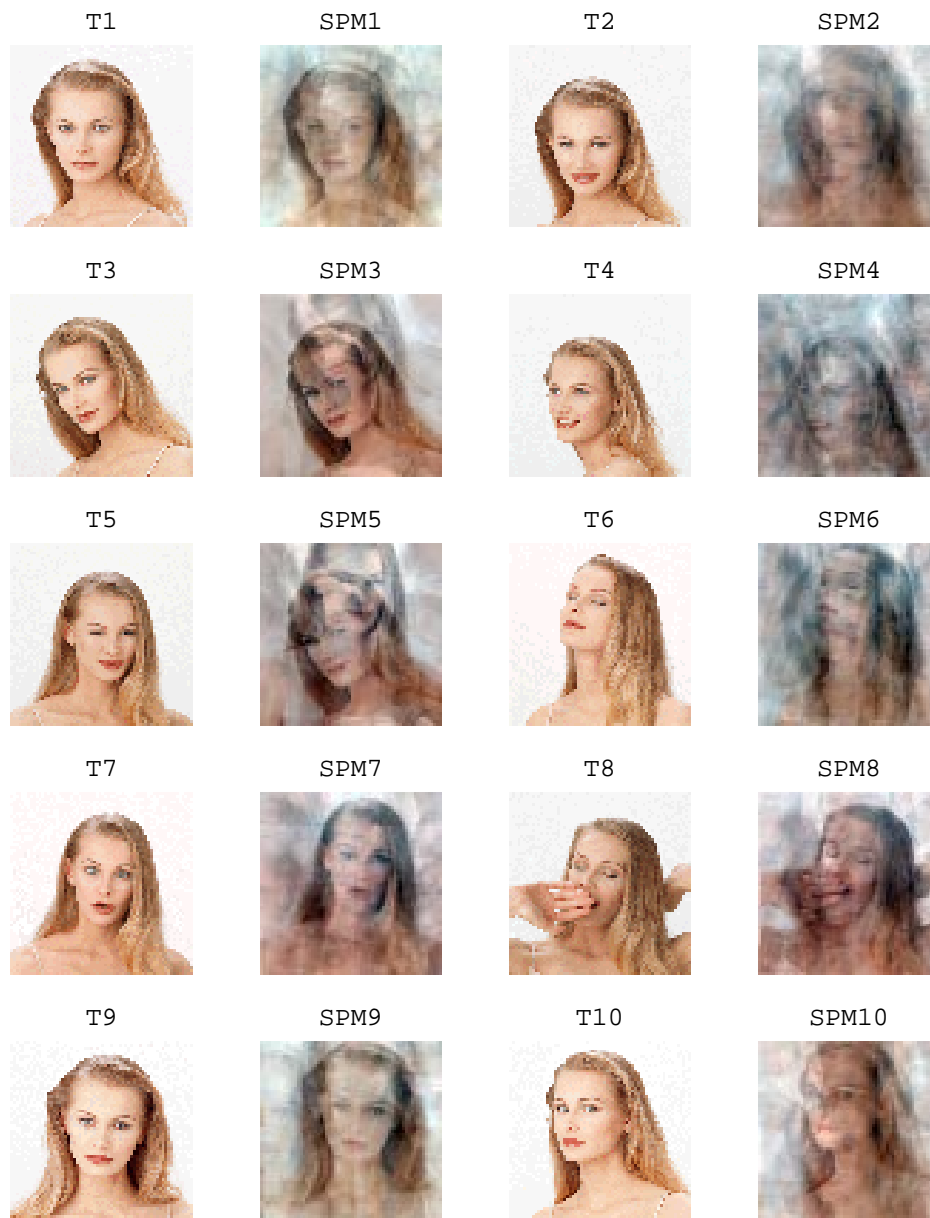 T1 SPM1 T2 SPM2
T3 SPM3 T4 SPM4
T5 SPM5 T6 SPM6
T7 SPM7 T8 SPM8
T9 SPM9 T10 SPM10